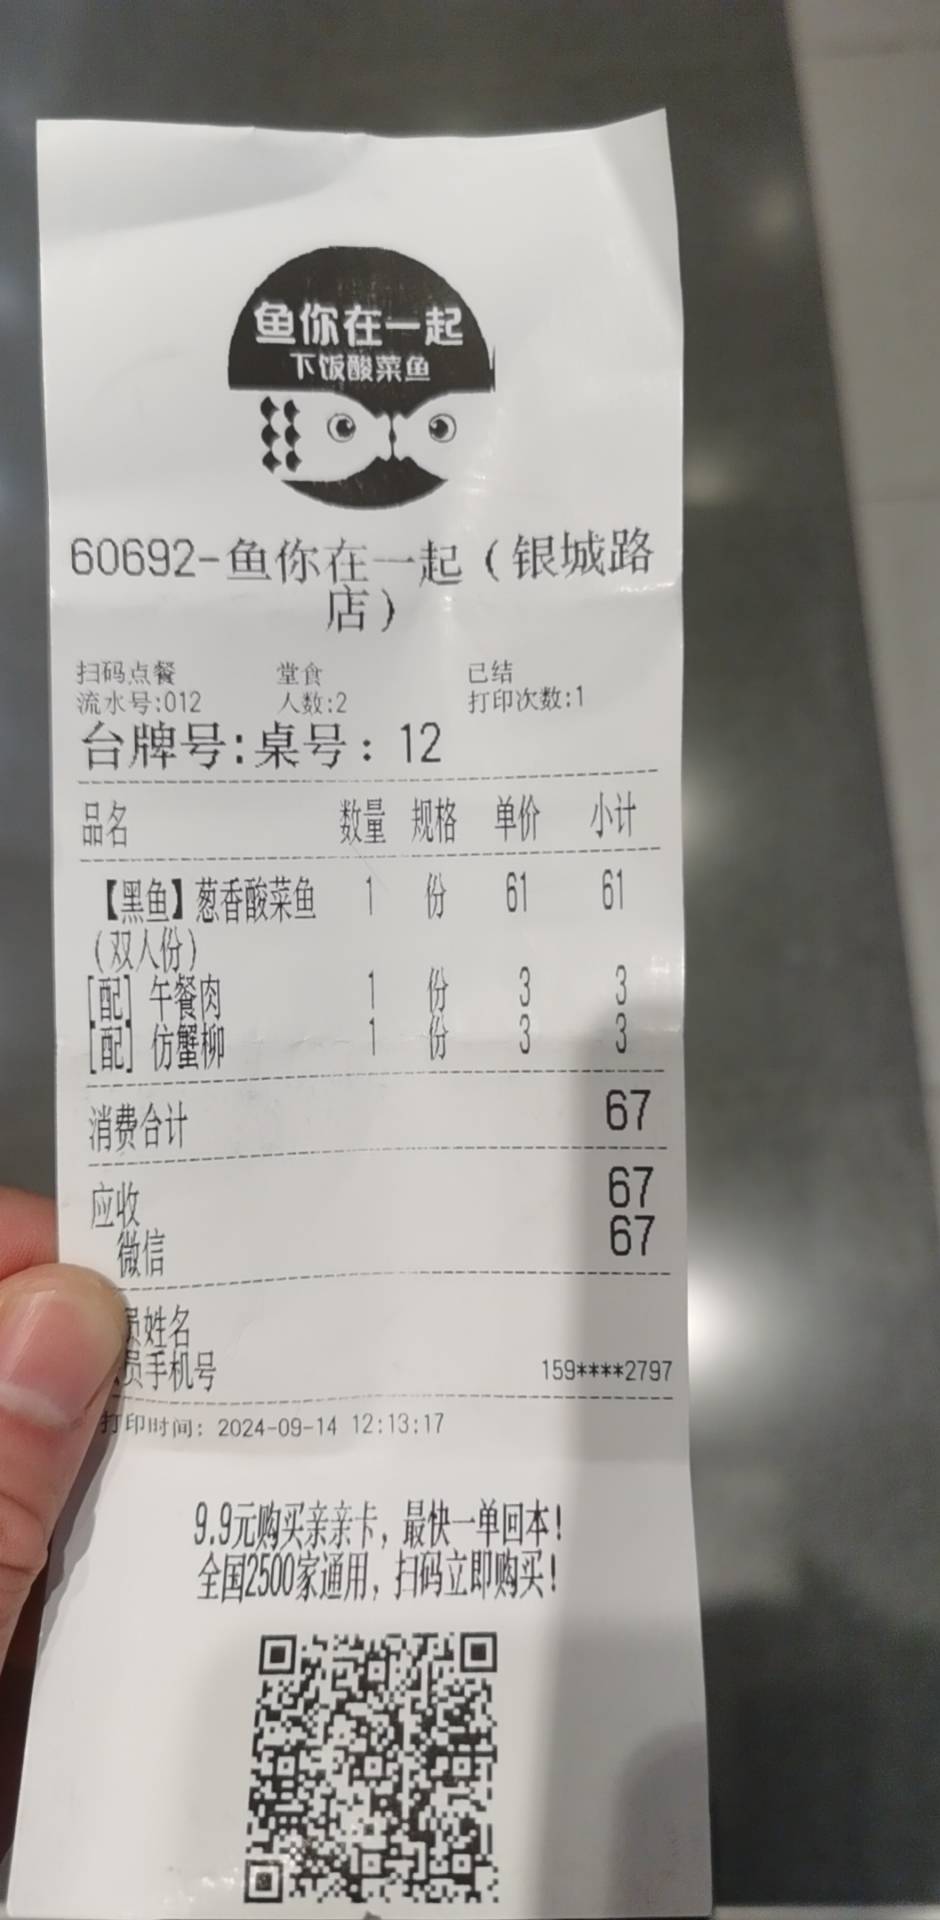 鱼你在一起
下饭酸菜鱼
60692-鱼你在一起（银城路
店）
扫码点餐 堂食 已结
流水号:012 人数:2 打印次数:1
台牌号:桌号：12
品名 数量 规格 单价 小计
【黑鱼】葱香酸菜鱼 1 份 61 61
（双人份）
[配] 午餐肉 1 份 3 3
[配] 仿蟹柳 1 份 3 3
消费合计 67
应收 67
微信 67
员姓名
员手机号 159****2797
打印时间: 2024-09-14 12:13:17
9.9元购买亲亲卡，最快一单回本！
全国2500家通用，扫码立即购买！